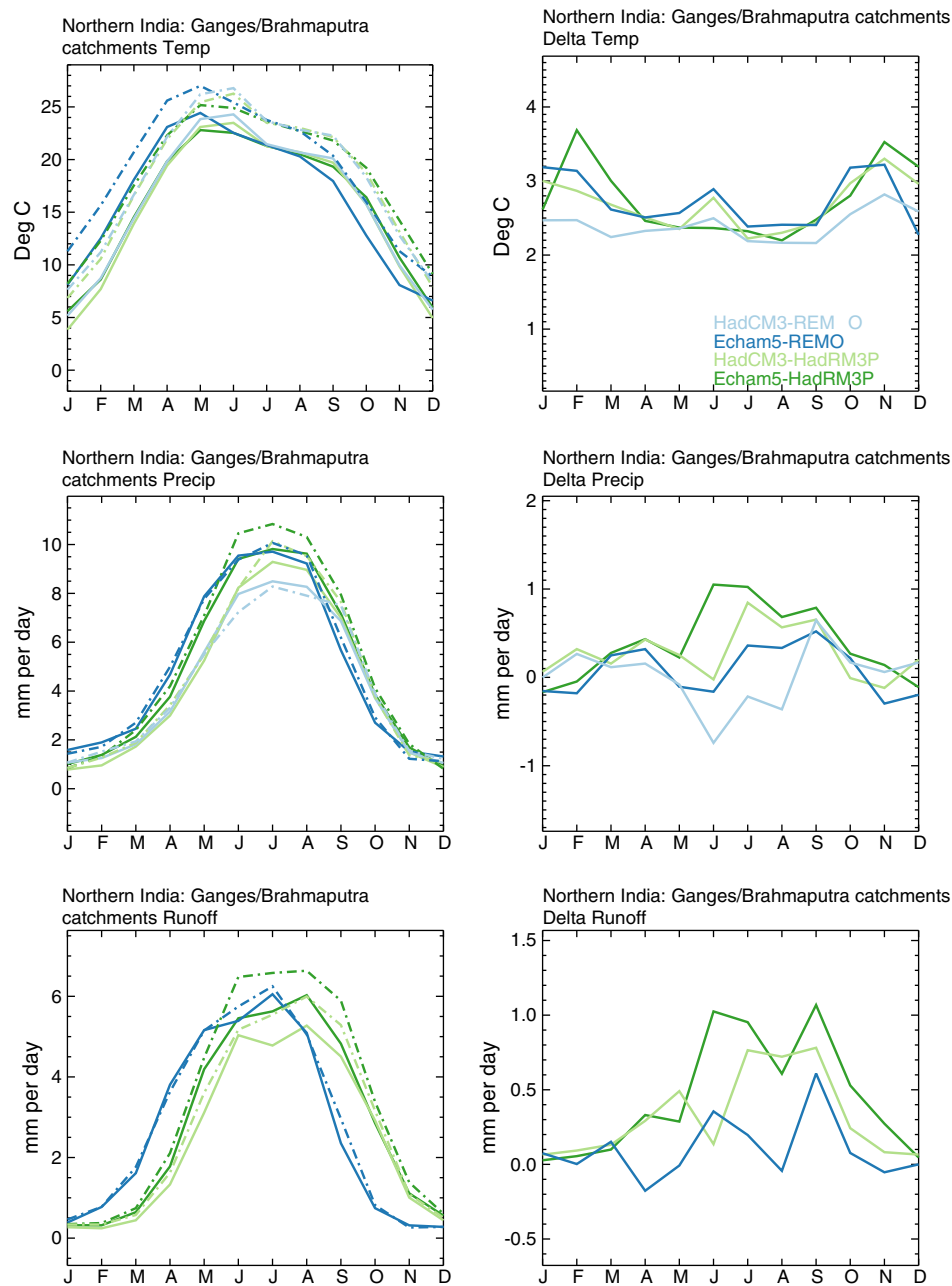 Northern India: Ganges/Brahmaputra
catchments Temp
Deg C
25
20
15
10
5
0
J F M A M J J A S O N D
Northern India: Ganges/Brahmaputra catchments
Delta Temp
Deg C
4
3
2
1
HadCM3-REM O
Echam5-REMO
HadCM3-HadRM3P
Echam5-HadRM3P
J F M A M J J A S O N D
Northern India: Ganges/Brahmaputra
catchments Precip
mm per day
10
8
6
4
2
0
J F M A M J J A S O N D
Northern India: Ganges/Brahmaputra catchments
Delta Precip
mm per day
2
1
0
-1
J F M A M J J A S O N D
Northern India: Ganges/Brahmaputra
catchments Runoff
mm per day
6
4
2
0
J F M A M J J A S O N D
Northern India: Ganges/Brahmaputra catchments
Delta Runoff
mm per day
1.5
1.0
0.5
0.0
-0.5
J F M A M J J A S O N D